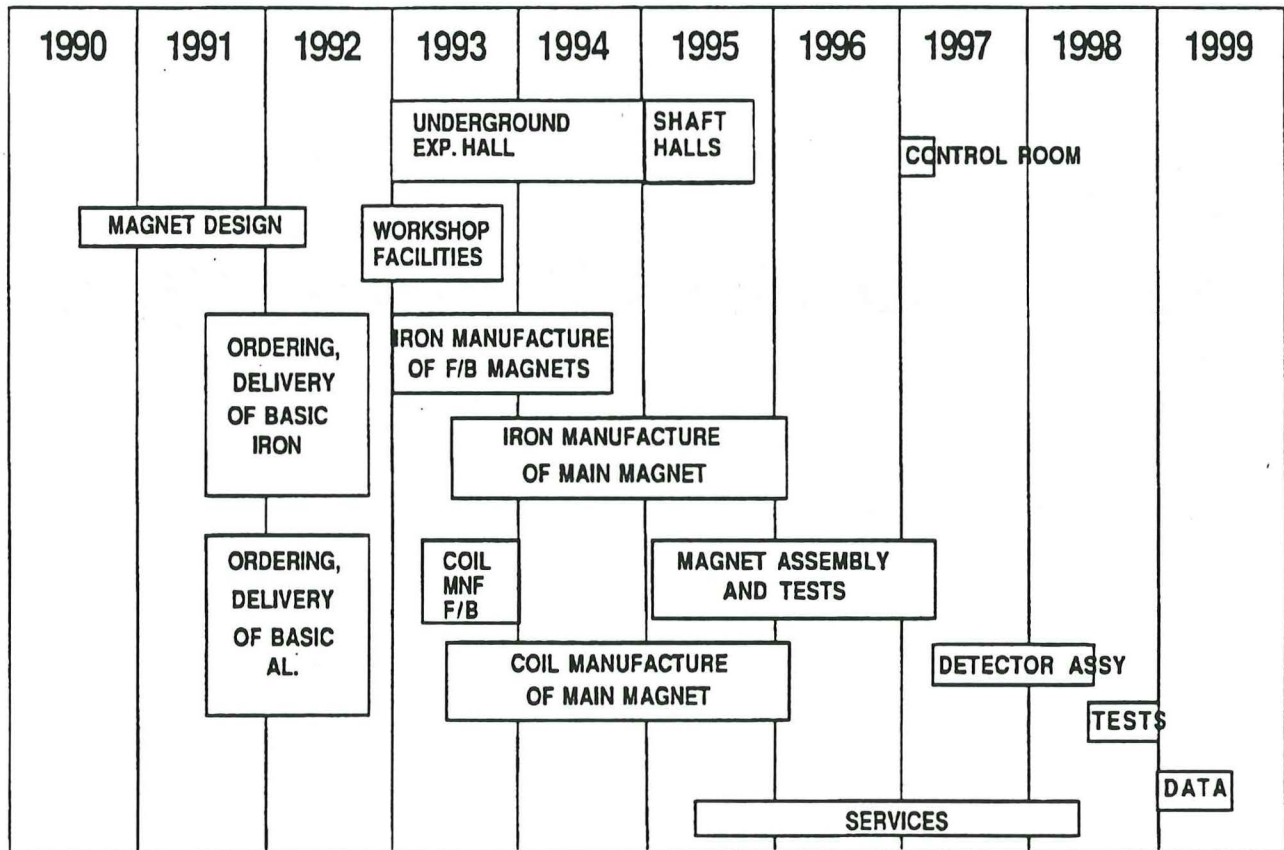 1990 1991 1992 1993 1994 1995 1996 1997 1998 1999
UNDERGROUND
EXP. HALL
SHAFT
HALLS
CONTROL ROOM
MAGNET DESIGN
WORKSHOP
FACILITIES
ORDERING,
DELIVERY
OF BASIC
IRON
IRON MANUFACTURE
OF F/B MAGNETS
IRON MANUFACTURE
OF MAIN MAGNET
ORDERING,
DELIVERY
OF BASIC
AL.
COIL
MNF
F/B
MAGNET ASSEMBLY
AND TESTS
COIL MANUFACTURE
OF MAIN MAGNET
DETECTOR ASSY
TESTS
DATA
SERVICES